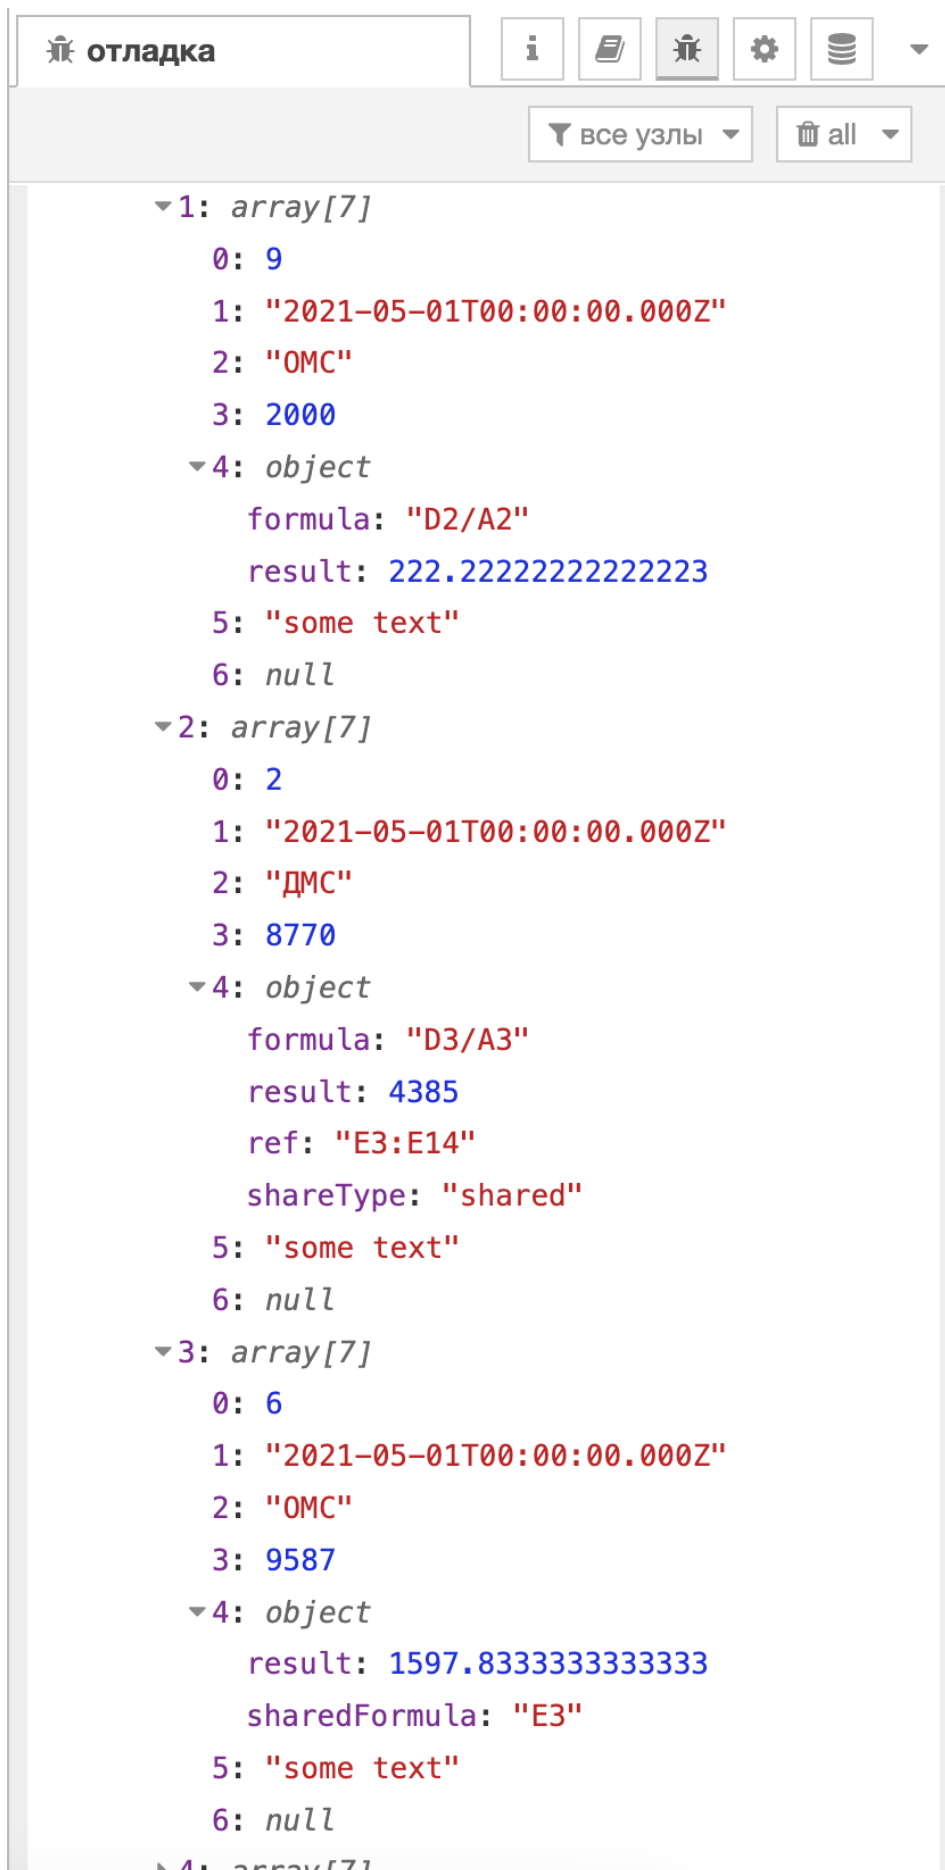 отладка
все узлы all
1: array[7]
0: 9
1: "2021-05-01T00:00:00.000Z"
2: "ОМС"
3: 2000
4: object
formula: "D2/A2"
result: 222.22222222222223
5: "some text"
6: null
2: array[7]
0: 2
1: "2021-05-01T00:00:00.000Z"
2: "ДМС"
3: 8770
4: object
formula: "D3/A3"
result: 4385
ref: "E3:E14"
shareType: "shared"
5: "some text"
6: null
3: array[7]
0: 6
1: "2021-05-01T00:00:00.000Z"
2: "ОМС"
3: 9587
4: object
result: 1597.8333333333333
sharedFormula: "E3"
5: "some text"
6: null
4: array[7]